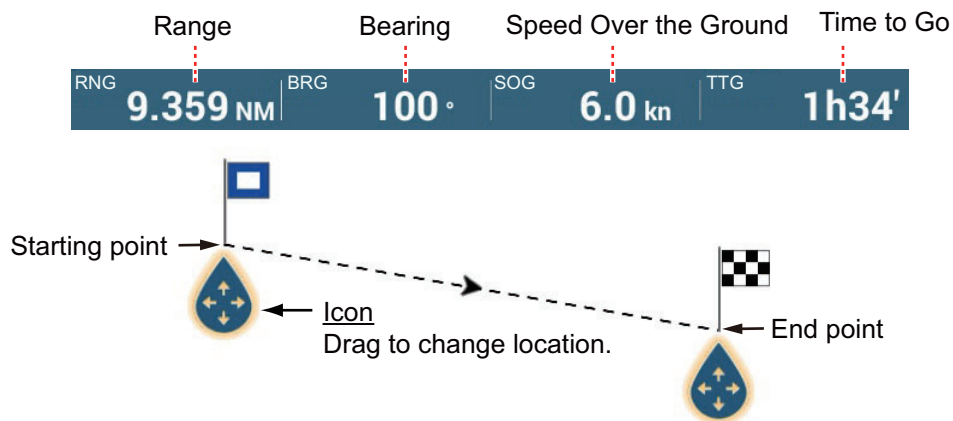 Range Bearing Speed Over the Ground Time to Go
RNG 9.359 NM BRG 100 ° SOG 6.0 kn TTG 1h34'
Starting point
Icon
Drag to change location.
End point